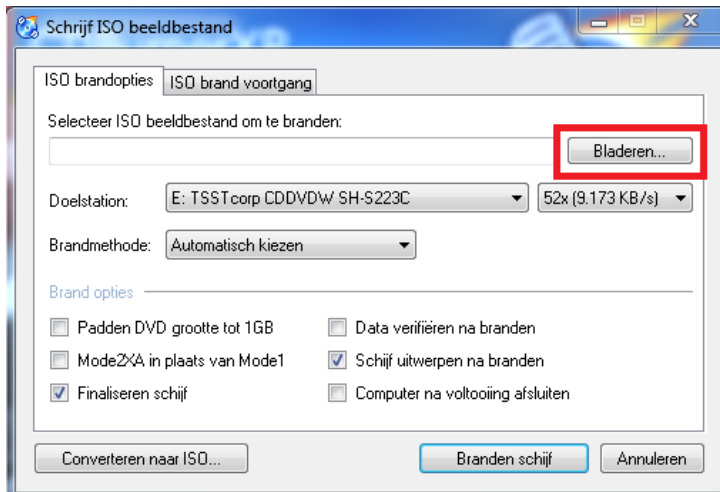 Schrijf ISO beeldbestand
ISO brandopties ISO brand voortgang
Selecteer ISO beeldbestand om te branden:
Bladeren...
Doelstation: E: TSSTcorp CDDVDW SH-S223C 52x (9.173 KB/s)
Brandmethode: Automatisch kiezen
Brand opties
Padden DVD grootte tot 1GB Data verifiëren na branden
Mode2XA in plaats van Mode1 Schijf uitwerpen na branden
Finaliseren schijf Computer na voltooiing afsluiten
Converteren naar ISO... Branden schijf Annuleren